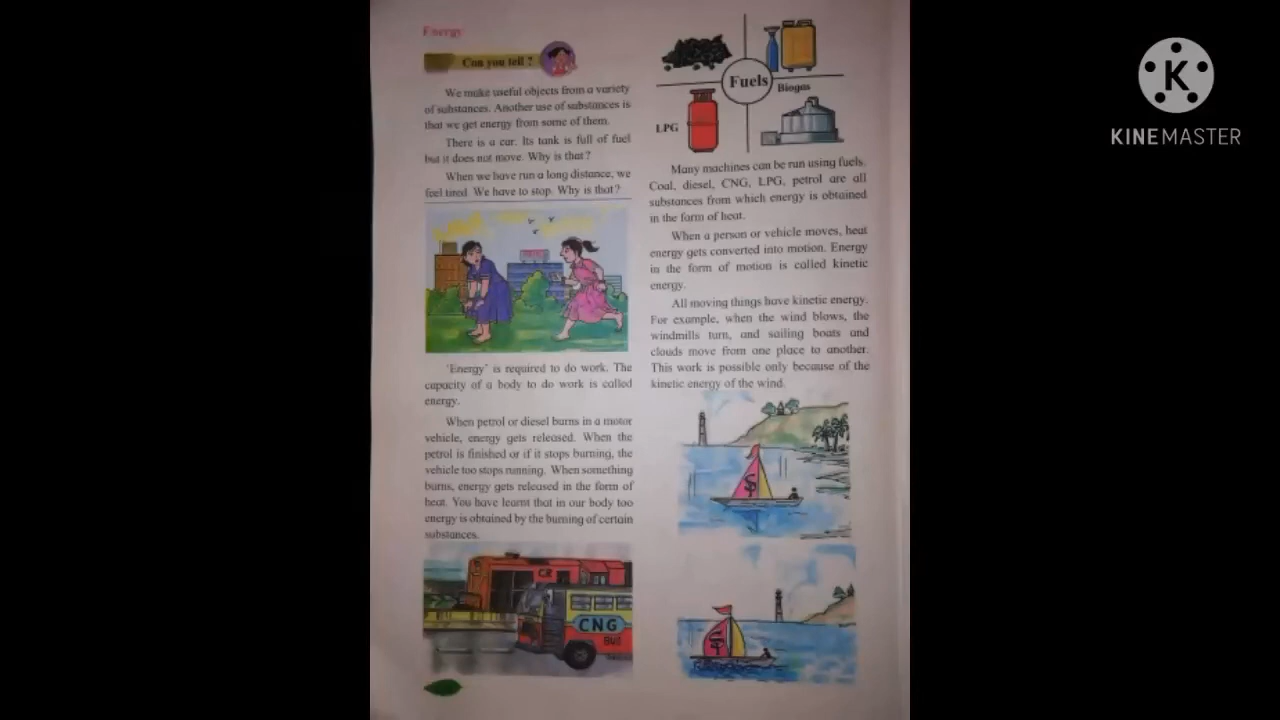 Energy
Can you tell ?
We make useful objects from a variety
of substances. Another use of substances is
that we get energy from some of them.
There is a car. Its tank is full of fuel
but it does not move. Why is that?
When we have run a long distance, we
feel tired. We have to stop. Why is that?
'Energy' is required to do work. The
capacity of a body to do work is called
energy.
When petrol or diesel burns in a motor
vehicle, energy gets released. When the
petrol is finished or if it stops burning, the
vehicle too stops running. When something
burns, energy gets released in the form of
heat. You have learnt that in our body too
energy is obtained by the burning of certain
substances.
CR
CNG
BUS
Fuels
Biogas
LPG
Many machines can be run using fuels.
Coal, diesel, CNG, LPG, petrol are all
substances from which energy is obtained
in the form of heat.
When a person or vehicle moves, heat
energy gets converted into motion. Energy
in the form of motion is called kinetic
energy.
All moving things have kinetic energy.
For example, when the wind blows, the
windmills turn, and sailing boats and
clouds move from one place to another.
This work is possible only because of the
kinetic energy of the wind.
K
KINEMASTER